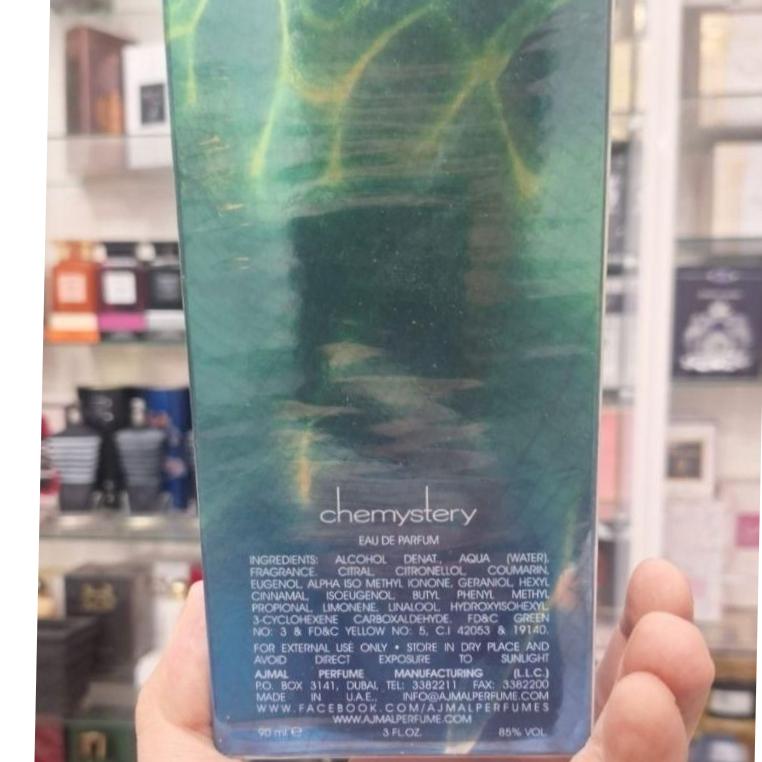 chemystery
EAU DE PARFUM
INGREDIENTS: ALCOHOL DENAT., AQUA (WATER),
FRAGRANCE, CITRAL, CITRONELLOL, COUMARIN,
EUGENOL, ALPHA ISO METHYL IONONE, GERANIOL, HEXYL
CINNAMAL, ISOEUGENOL, BUTYL PHENYL METHYL
PROPIONAL, LIMONENE, LINALOOL, HYDROXYISOHEXYL
3-CYCLOHEXENE CARBOXALDEHYDE. FD&C GREEN
NO: 3 & FD&C YELLOW NO: 5, C.I 42053 & 19140.
FOR EXTERNAL USE ONLY • STORE IN DRY PLACE AND
AVOID DIRECT EXPOSURE TO SUNLIGHT
AJMAL PERFUME MANUFACTURING (L.L.C.)
P.O. BOX 3141, DUBAI, TEL: 3382211 FAX: 3382200
MADE IN U.A.E., INFO@AJMALPERFUME.COM
WWW.FACEBOOK.COM/AJMALPERFUMES
WWW.AJMALPERFUME.COM
90 ml ℮ 3 FL.OZ. 85% VOL.